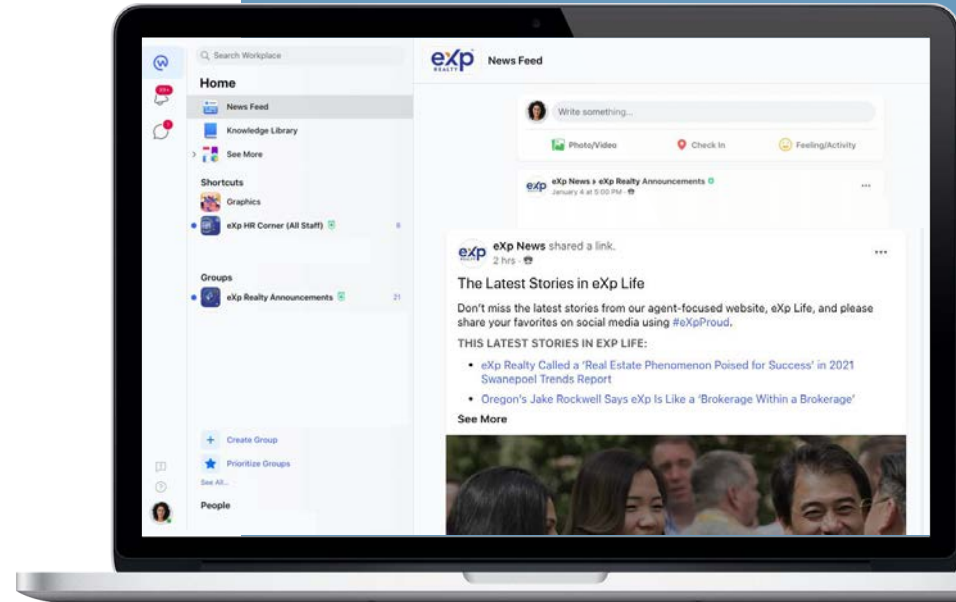 Search Workplace
Home
News Feed
Knowledge Library
See More
Shortcuts
Graphics
eXp HR Corner (All Staff)
6
Groups
eXp Realty Announcements
21
Create Group
Prioritize Groups
See All...
People
eXp
REALTY
News Feed
Write something...
Photo/Video
Check In
Feeling/Activity
eXp
eXp News › eXp Realty Announcements
January 4 at 5:00 PM ·
eXp
REALTY
eXp News shared a link.
2 hrs ·
The Latest Stories in eXp Life
Don't miss the latest stories from our agent-focused website, eXp Life, and please
share your favorites on social media using #eXpProud.
THIS LATEST STORIES IN EXP LIFE:
• eXp Realty Called a 'Real Estate Phenomenon Poised for Success' in 2021
Swanepoel Trends Report
• Oregon's Jake Rockwell Says eXp Is Like a 'Brokerage Within a Brokerage'
See More